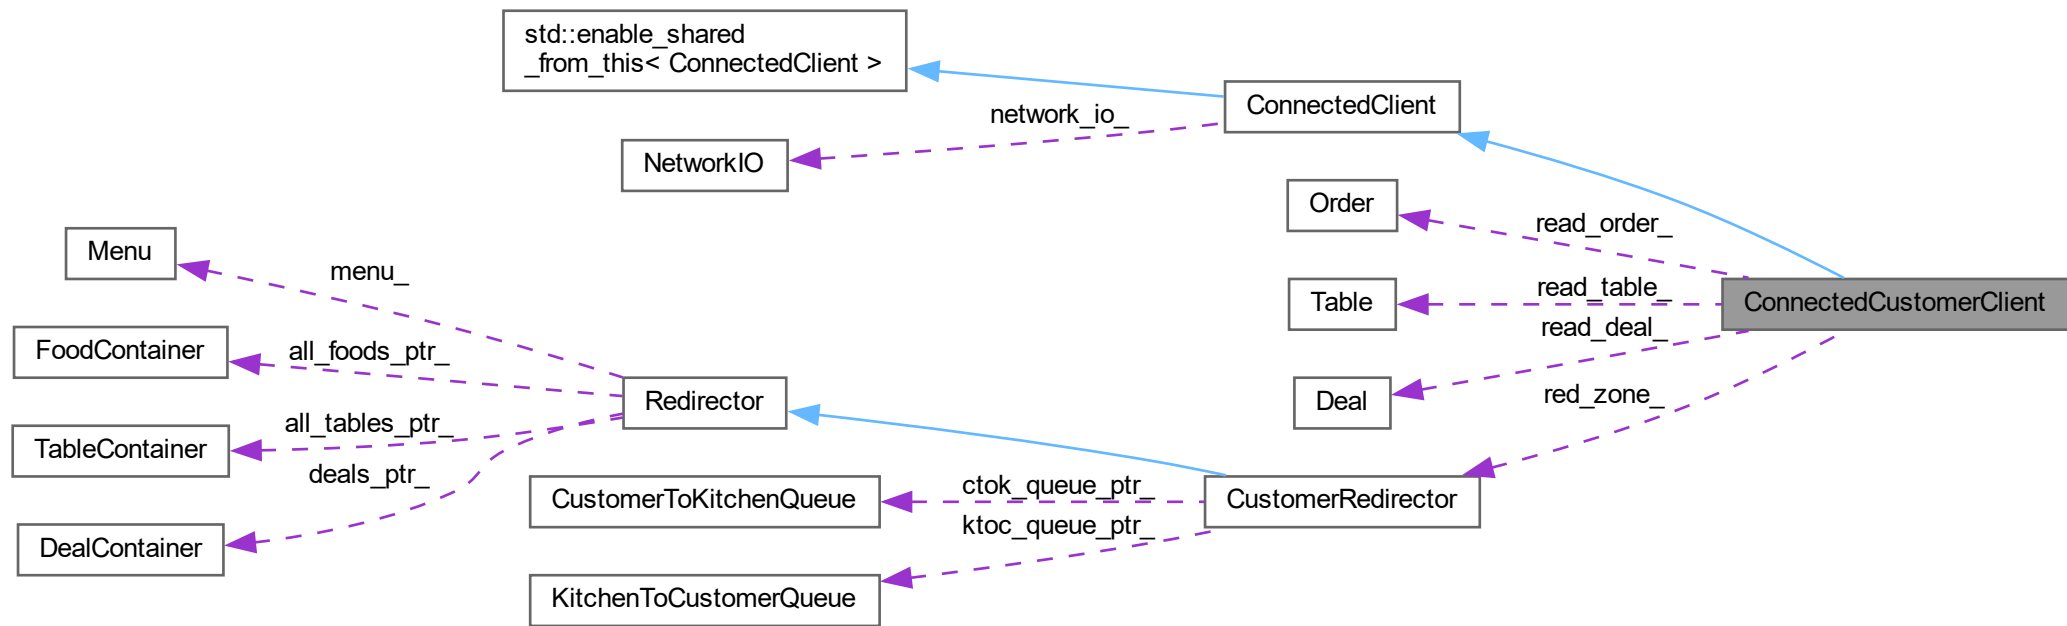 std::enable_shared
_from_this< ConnectedClient >
ConnectedClient
network_io_
NetworkIO
Order
read_order_
Menu
menu_
Table
read_table_
ConnectedCustomerClient
read_deal_
FoodContainer
all_foods_ptr_
Redirector
Deal
red_zone_
TableContainer
all_tables_ptr_
deals_ptr_
CustomerToKitchenQueue
ctok_queue_ptr_
CustomerRedirector
ktoc_queue_ptr_
DealContainer
KitchenToCustomerQueue